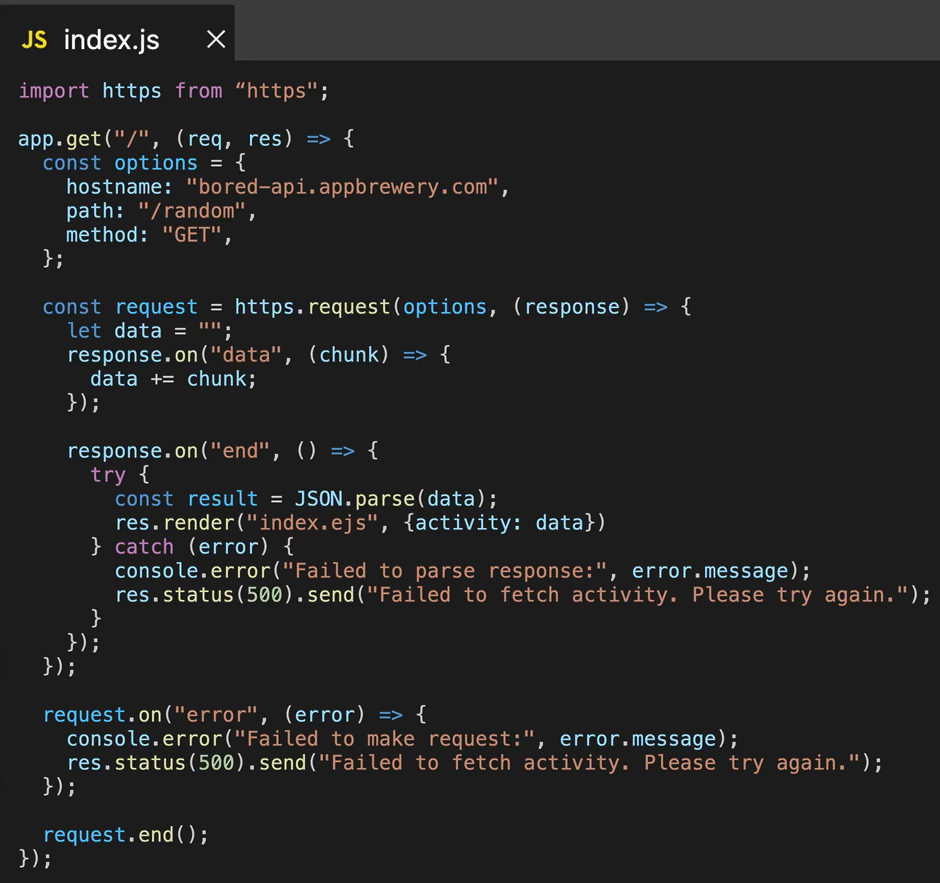 JS index.js ×
import https from “https";
app.get("/", (req, res) => {
  const options = {
    hostname: "bored-api.appbrewery.com",
    path: "/random",
    method: "GET",
  };
  const request = https.request(options, (response) => {
    let data = "";
    response.on("data", (chunk) => {
      data += chunk;
    });
    response.on("end", () => {
      try {
        const result = JSON.parse(data);
        res.render("index.ejs", {activity: data})
      } catch (error) {
        console.error("Failed to parse response:", error.message);
        res.status(500).send("Failed to fetch activity. Please try again.");
      }
    });
  });
  request.on("error", (error) => {
    console.error("Failed to make request:", error.message);
    res.status(500).send("Failed to fetch activity. Please try again.");
  });
  request.end();
});